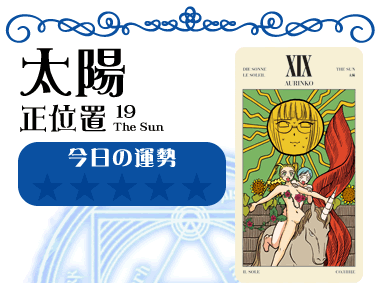 太陽
正位置 19
The Sun
今日の運勢
DIE SONNE
LE SOLEIL
XIX
THE SUN
太陽
AURINKO
IL SOLE